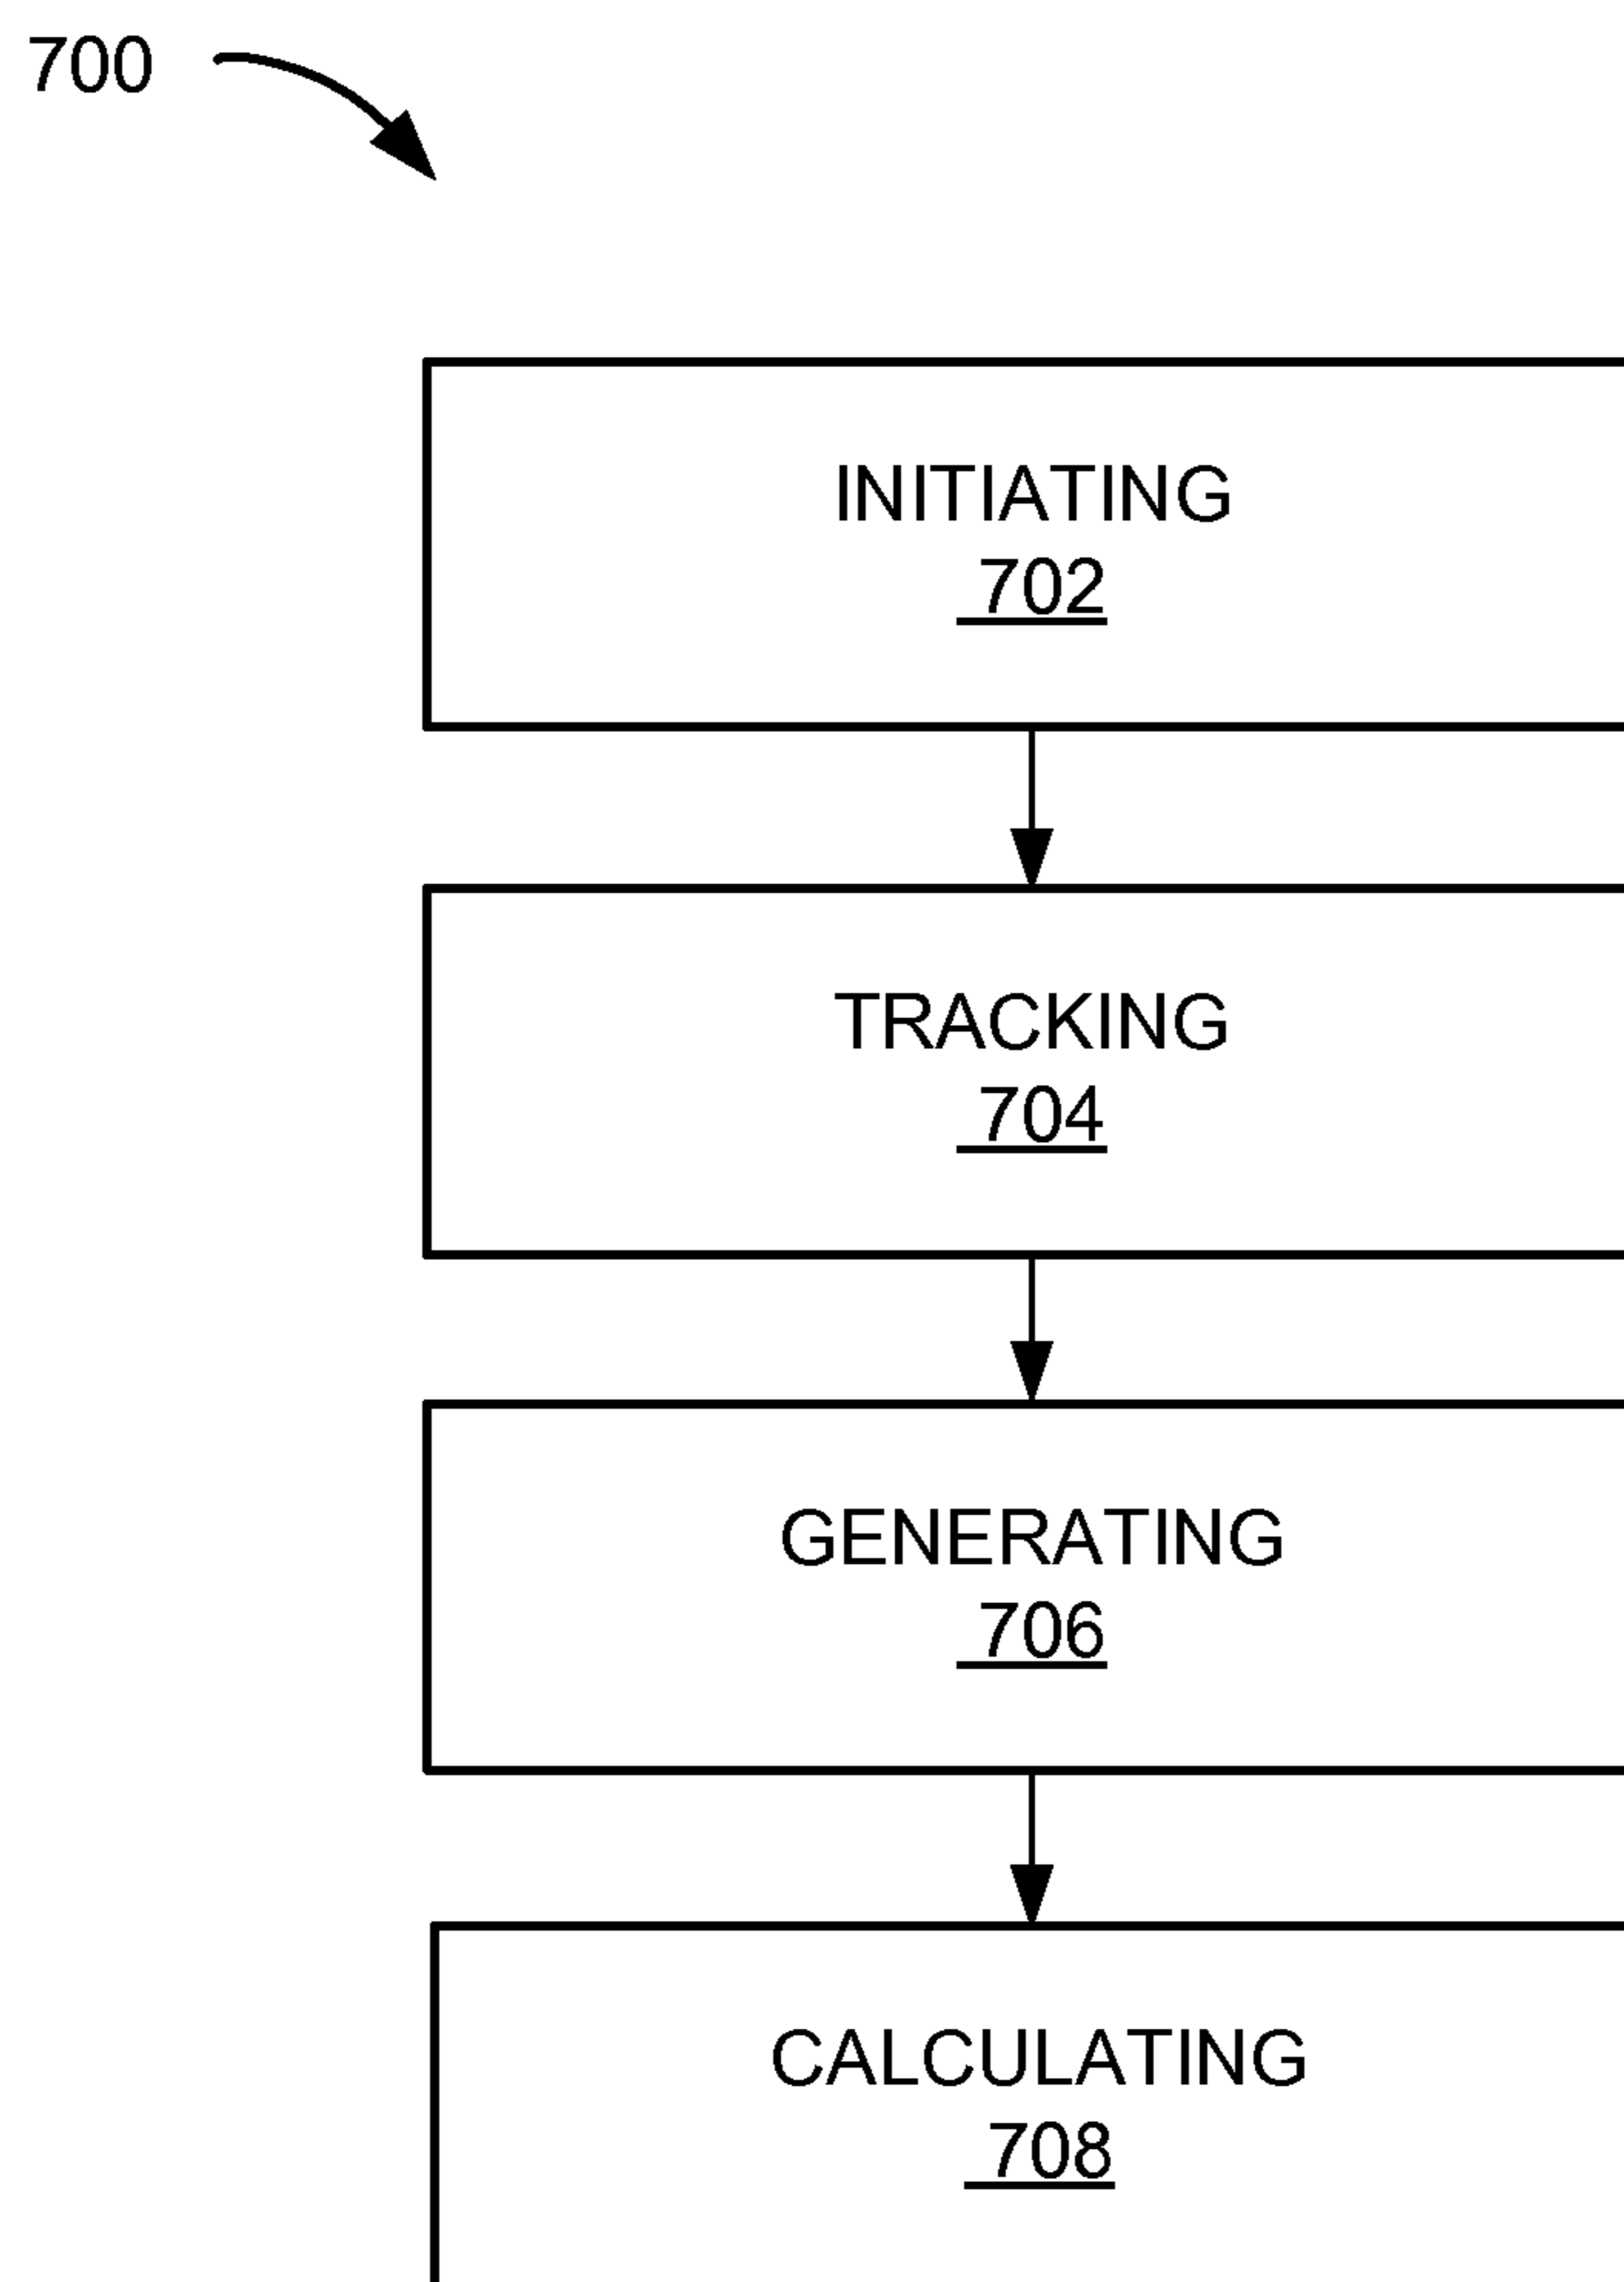 700
INITIATING
702
TRACKING
704
GENERATING
706
CALCULATING
708